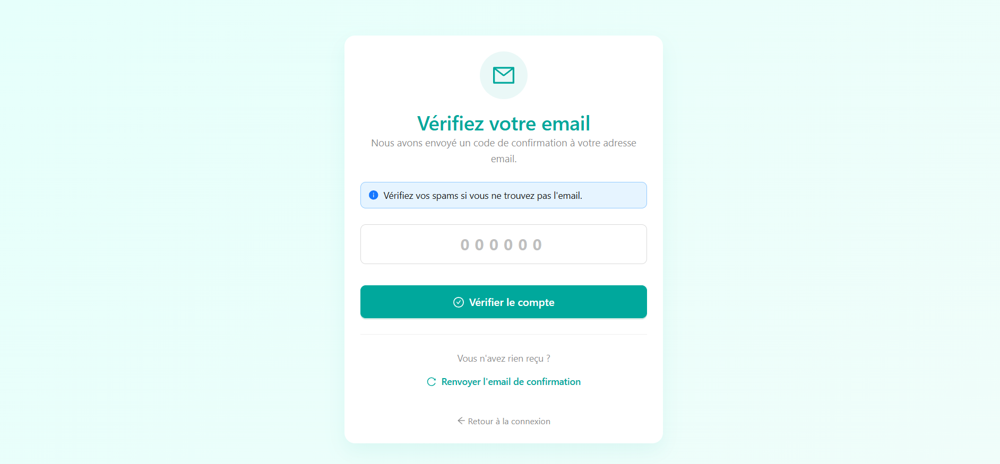 Vérifiez votre email
Nous avons envoyé un code de confirmation à votre adresse
email.
Vérifiez vos spams si vous ne trouvez pas l'email.
000000
Vérifier le compte
Vous n'avez rien reçu ?
Renvoyer l'email de confirmation
Retour à la connexion